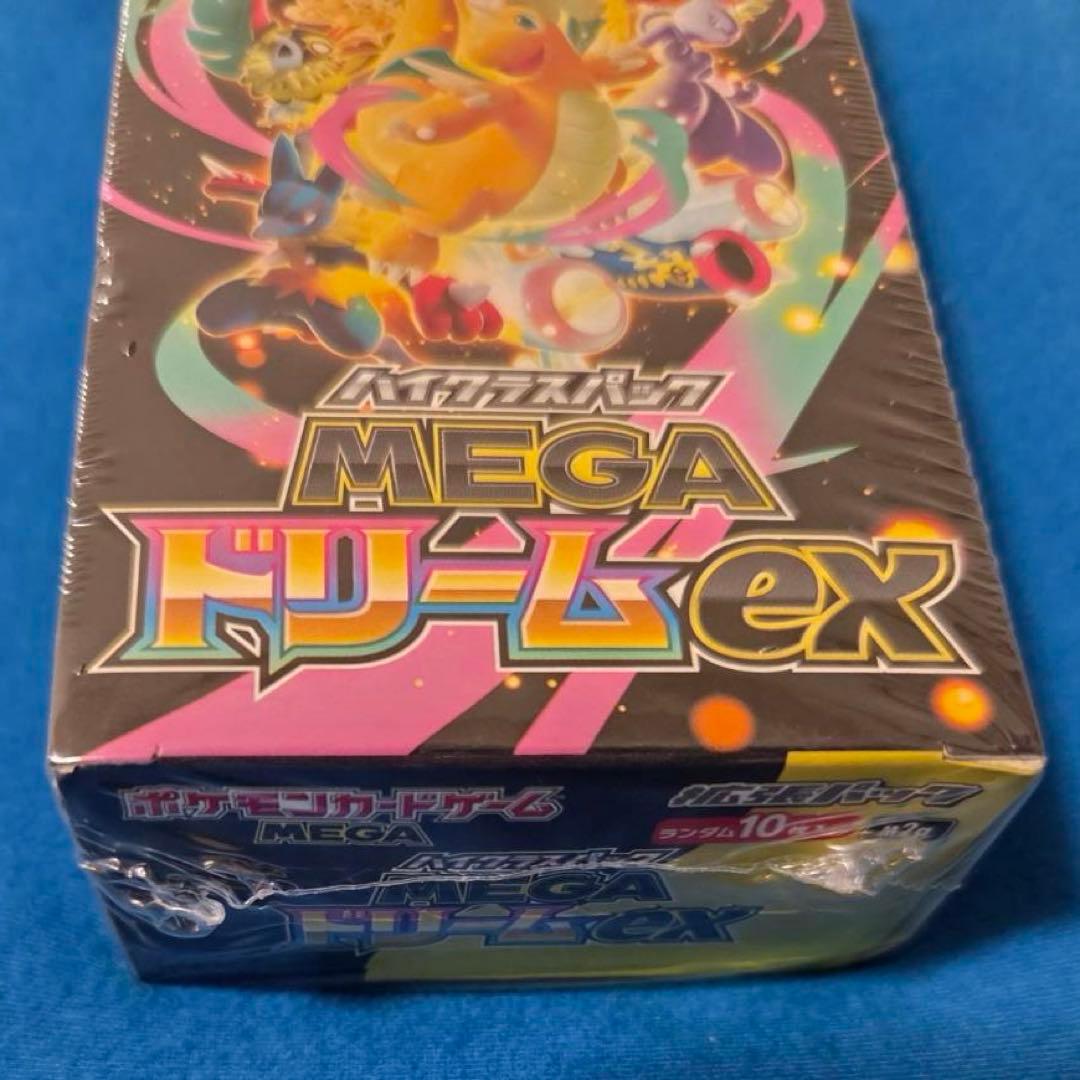 ハイクラスパック
MEGA
ドリームex
ポケモンカードゲーム
MEGA
拡張パック
ランダム10
ハイクラスパック
MEGA
ドリームex